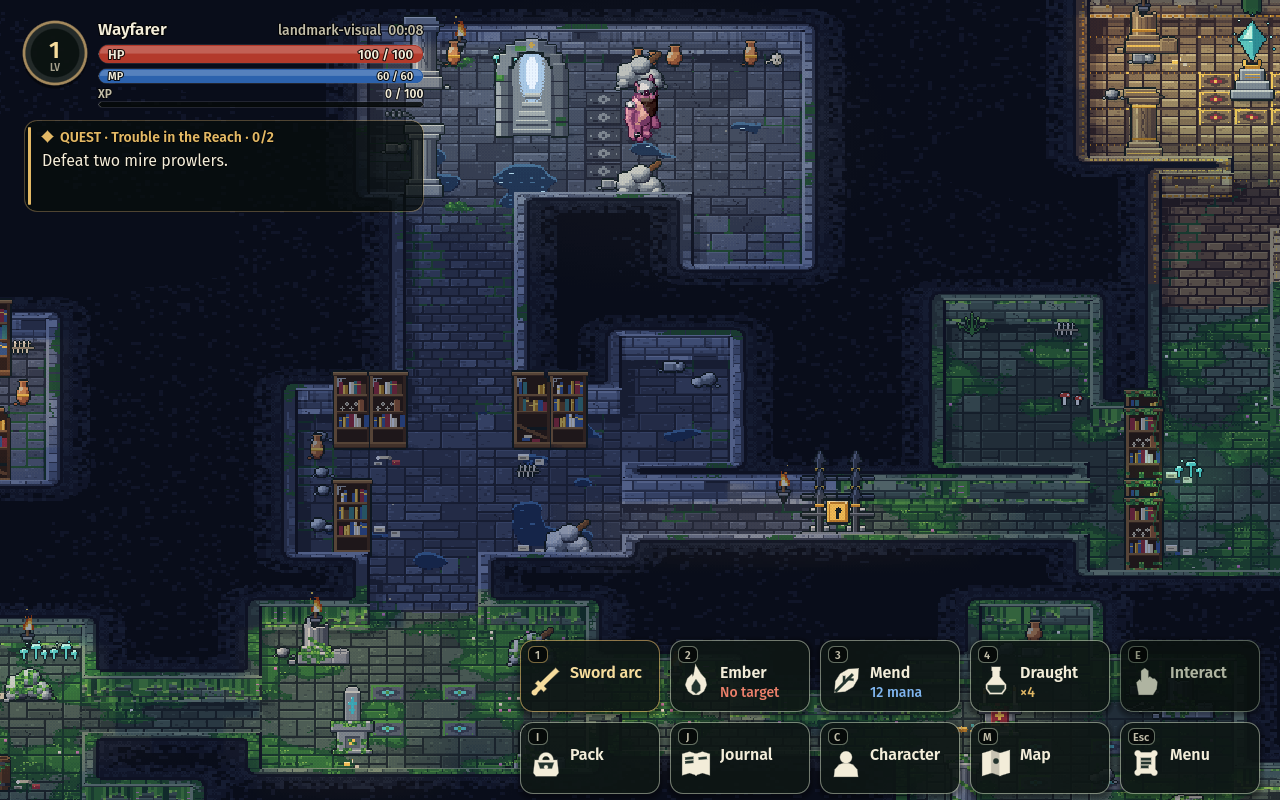 1
LV
Wayfarer
landmark-visual 00:08
HP 100 / 100
MP 60 / 60
XP 0 / 100
QUEST · Trouble in the Reach · 0/2
Defeat two mire prowlers.
1 Sword arc
2 Ember
No target
3 Mend
12 mana
4 Draught
×4
E Interact
I Pack
J Journal
C Character
M Map
Esc Menu